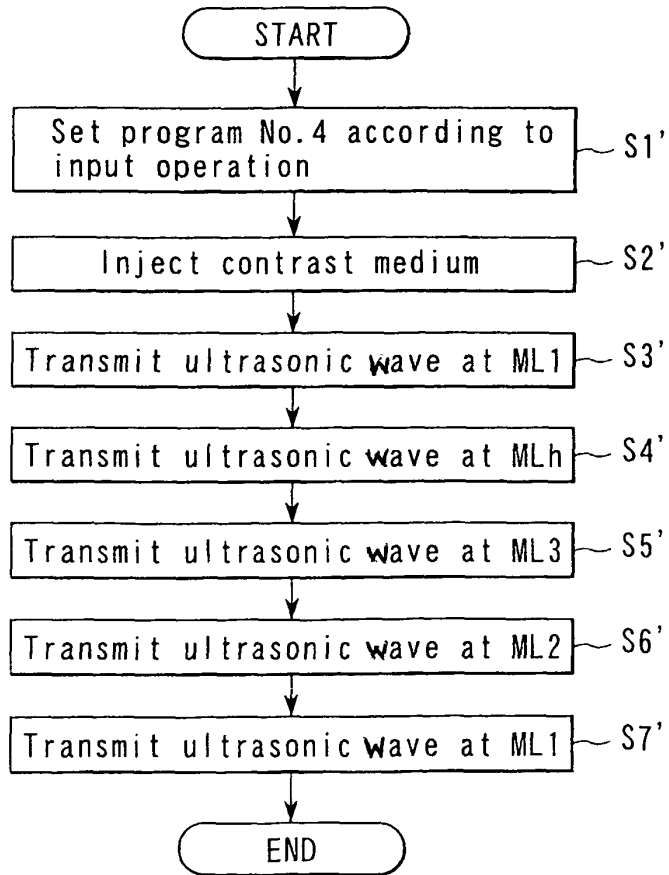 START
Set program No.4 according to
input operation
S1'
Inject contrast medium
S2'
Transmit ultrasonic wave at ML1
S3'
Transmit ultrasonic wave at MLh
S4'
Transmit ultrasonic wave at ML3
S5'
Transmit ultrasonic wave at ML2
S6'
Transmit ultrasonic wave at ML1
S7'
END